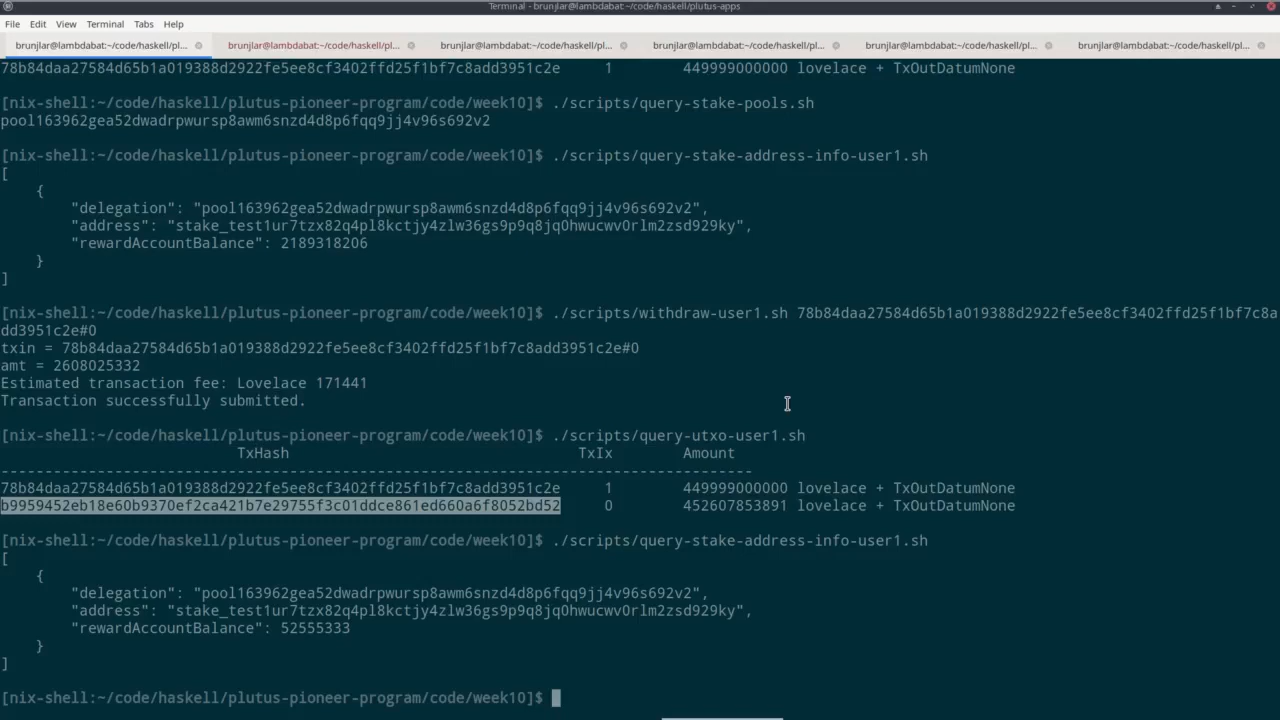 Terminal - brunjlar@lambdabat:~/code/haskell/plutus-apps
File Edit View Terminal Tabs Help
brunjlar@lambdabat:~/code/haskell/pl... brunjlar@lambdabat:~/code/haskell/pl... brunjlar@lambdabat:~/code/haskell/pl... brunjlar@lambdabat:~/code/haskell/pl... brunjlar@lambdabat:~/code/haskell/pl... brunjlar@lambdabat:~/code/haskell/pl...
78b84daa27584d65b1a019388d2922fe5ee8cf3402ffd25f1bf7c8add3951c2e 1 449999000000 lovelace + TxOutDatumNone
[nix-shell:~/code/haskell/plutus-pioneer-program/code/week10]$ ./scripts/query-stake-pools.sh
pool163962gea52dwadrpwursp8awm6snzd4d8p6fqq9jj4v96s692v2
[nix-shell:~/code/haskell/plutus-pioneer-program/code/week10]$ ./scripts/query-stake-address-info-user1.sh
[
{
"delegation": "pool163962gea52dwadrpwursp8awm6snzd4d8p6fqq9jj4v96s692v2",
"address": "stake_test1ur7tzx82q4pl8kctjy4zlw36gs9p9q8jq0hwucwv0rlm2zsd929ky",
"rewardAccountBalance": 2189318206
}
]
[nix-shell:~/code/haskell/plutus-pioneer-program/code/week10]$ ./scripts/withdraw-user1.sh 78b84daa27584d65b1a019388d2922fe5ee8cf3402ffd25f1bf7c8a
dd3951c2e#0
txin = 78b84daa27584d65b1a019388d2922fe5ee8cf3402ffd25f1bf7c8add3951c2e#0
amt = 2608025332
Estimated transaction fee: Lovelace 171441
Transaction successfully submitted.
[nix-shell:~/code/haskell/plutus-pioneer-program/code/week10]$ ./scripts/query-utxo-user1.sh
TxHash TxIx Amount
--------------------------------------------------------------------------------------
78b84daa27584d65b1a019388d2922fe5ee8cf3402ffd25f1bf7c8add3951c2e 1 449999000000 lovelace + TxOutDatumNone
b9959452eb18e60b9370ef2ca421b7e29755f3c01ddce861ed660a6f8052bd52 0 452607853891 lovelace + TxOutDatumNone
[nix-shell:~/code/haskell/plutus-pioneer-program/code/week10]$ ./scripts/query-stake-address-info-user1.sh
[
{
"delegation": "pool163962gea52dwadrpwursp8awm6snzd4d8p6fqq9jj4v96s692v2",
"address": "stake_test1ur7tzx82q4pl8kctjy4zlw36gs9p9q8jq0hwucwv0rlm2zsd929ky",
"rewardAccountBalance": 52555333
}
]
[nix-shell:~/code/haskell/plutus-pioneer-program/code/week10]$